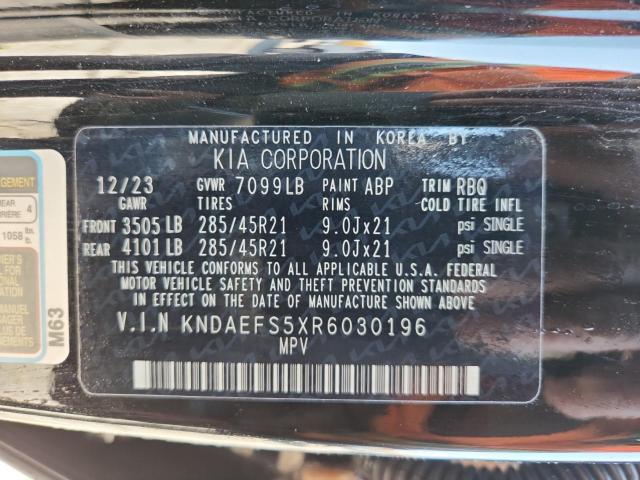 MANUFACTURED IN KOREA BY
KIA CORPORATION
12/23 GVWR 7099LB PAINT ABP TRIM RBQ
GAWR TIRES RIMS COLD TIRE INFL
FRONT 3505 LB 285/45R21 9.0Jx21 psi SINGLE
REAR 4101 LB 285/45R21 9.0Jx21 psi SINGLE
THIS VEHICLE CONFORMS TO ALL APPLICABLE U.S.A. FEDERAL
MOTOR VEHICLE SAFETY AND THEFT PREVENTION STANDARDS
IN EFFECT ON THE DATE OF MANUFACTURE SHOWN ABOVE.
V.I.N KNDAEFS5XR6030196
MPV
4
1058 lbs.
M63